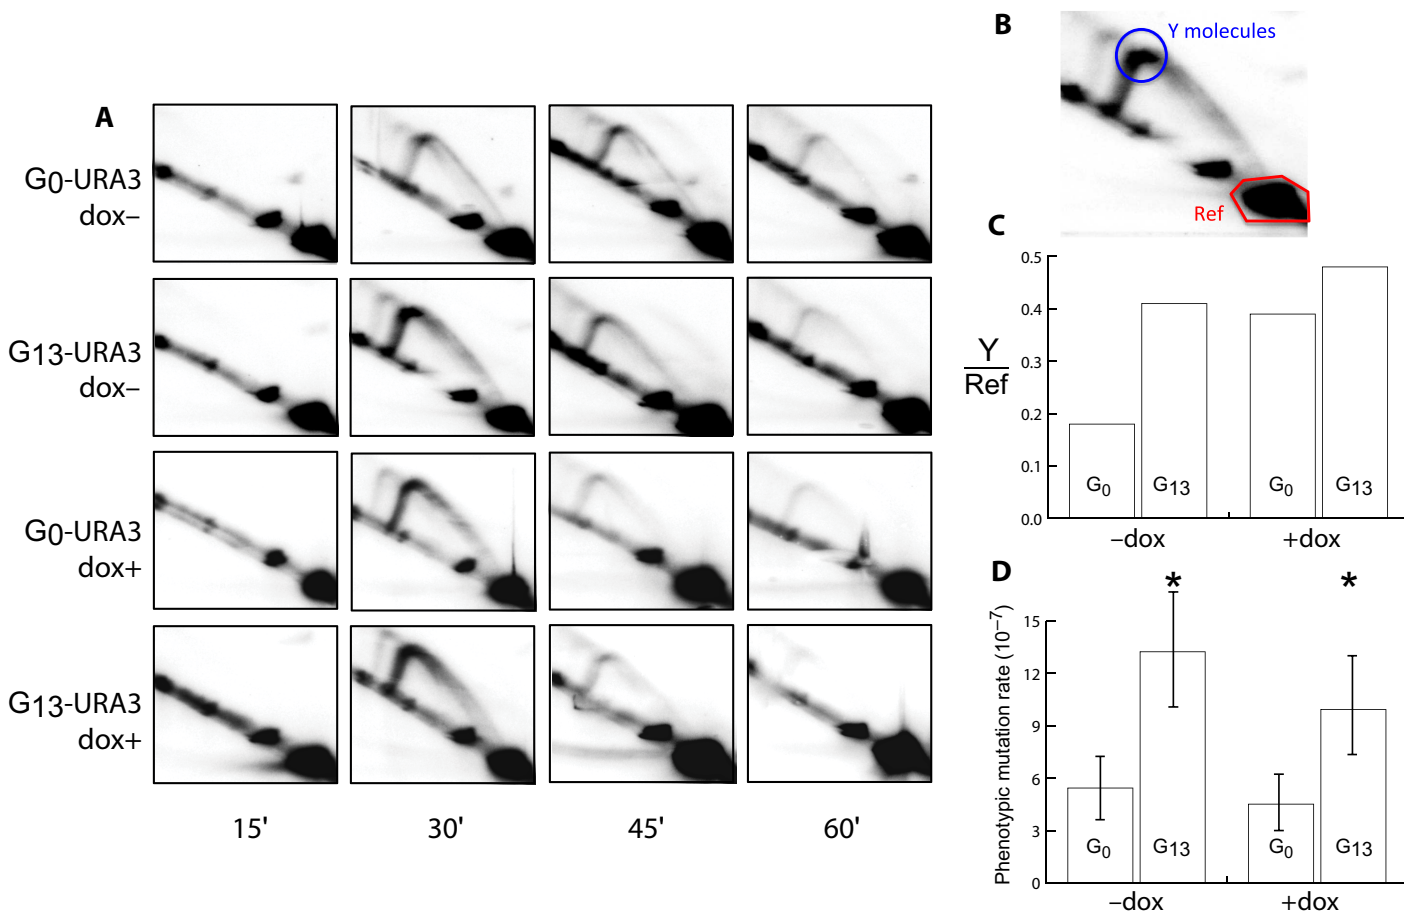 A
G0-URA3
dox–
G13-URA3
dox–
G0-URA3
dox+
G13-URA3
dox+
15' 30' 45' 60'
B
Y molecules
Ref
C
Y
Ref
0.5
0.4
0.3
0.2
0.1
0.0
G0 G13 G0 G13
–dox +dox
D
* *
Phenotypic mutation rate (10–7)
15
12
9
6
3
0
G0 G13 G0 G13
–dox +dox